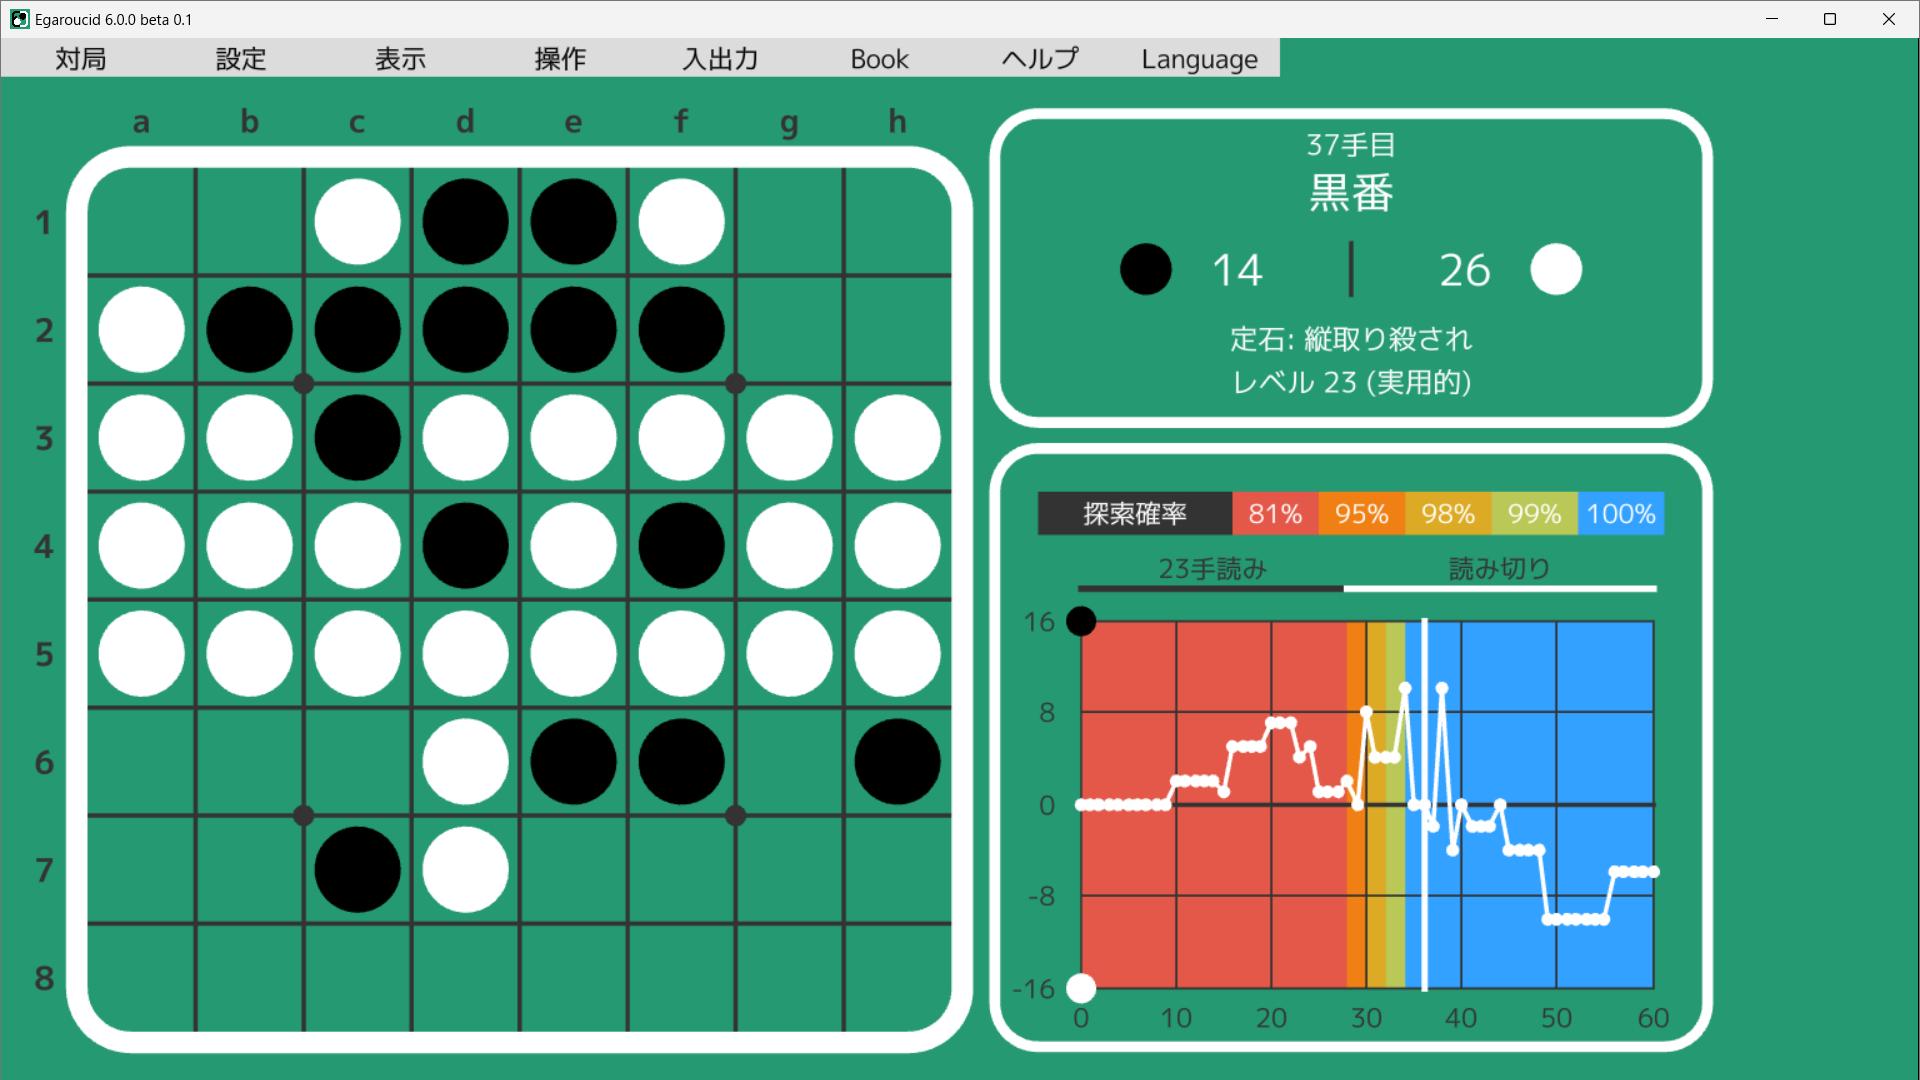 Egaroucid 6.0.0 beta 0.1
対局 設定 表示 操作 入出力 Book ヘルプ Language
a b c d e f g h
1
2
3
4
5
6
7
8
37手目
黒番
14 26
定石: 縦取り殺され
レベル 23 (実用的)
探索確率 81% 95% 98% 99% 100%
23手読み 読み切り
16
8
0
-8
-16
0 10 20 30 40 50 60